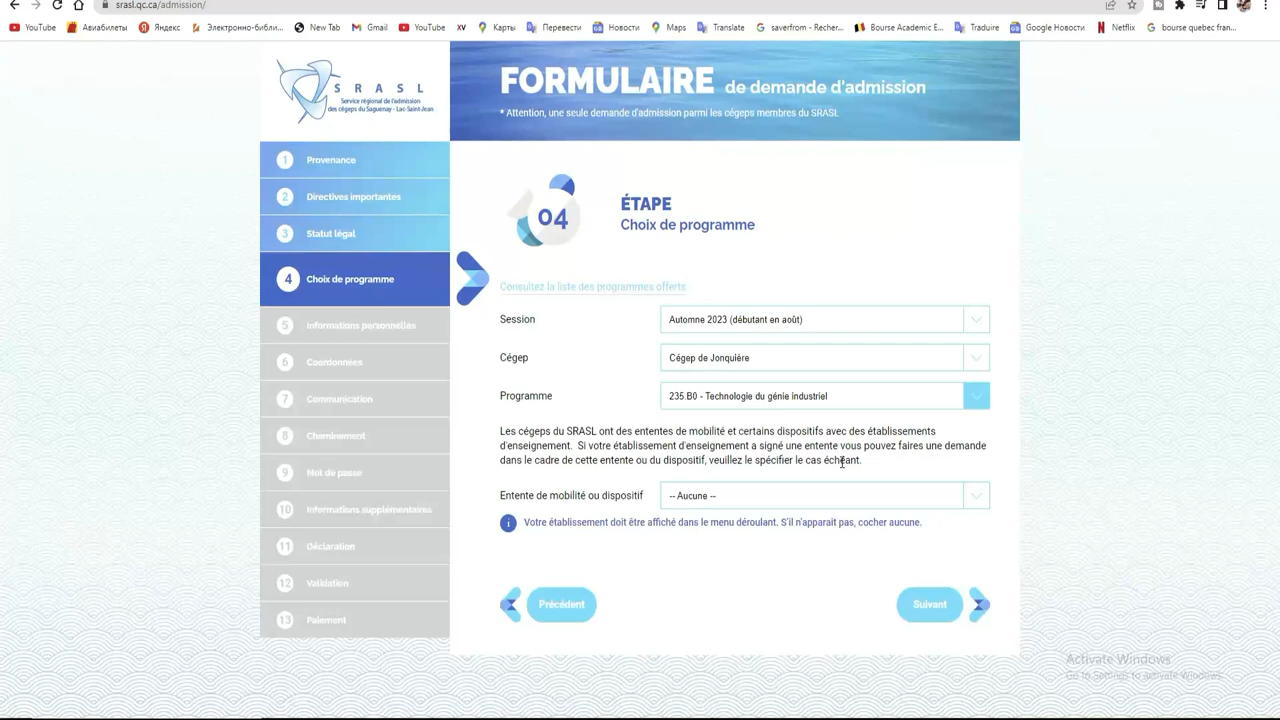 srasl.qc.ca/admission/
YouTube
Авиабилеты
Яндекс
Электронно-библи...
New Tab
Gmail
YouTube
XV
Карты
Перевести
Новости
Maps
Translate
saverfrom - Recher...
Bourse Academic E...
Traduire
Google Новости
Netflix
bourse quebec fran...
SRASL
Service régional de l'admission
des cégeps du Saguenay - Lac-Saint-Jean
FORMULAIRE de demande d'admission
* Attention, une seule demande d'admission parmi les cégeps membres du SRASL
1 Provenance
2 Directives importantes
3 Statut légal
4 Choix de programme
5 Informations personnelles
6 Coordonnées
7 Communication
8 Cheminement
9 Mot de passe
10 Informations supplémentaires
11 Déclaration
12 Validation
13 Paiement
04
ÉTAPE
Choix de programme
Consultez la liste des programmes offerts
Session Automne 2023 (débutant en août)
Cégep Cégep de Jonquière
Programme 235.B0 - Technologie du génie industriel
Les cégeps du SRASL ont des ententes de mobilité et certains dispositifs avec des établissements
d'enseignement. Si votre établissement d'enseignement a signé une entente vous pouvez faires une demande
dans le cadre de cette entente ou du dispositif, veuillez le spécifier le cas échéant.
Entente de mobilité ou dispositif -- Aucune --
i Votre établissement doit être affiché dans le menu déroulant. S'il n'apparait pas, cocher aucune.
Précédent
Suivant
Activate Windows
Go to Settings to activate Windows.